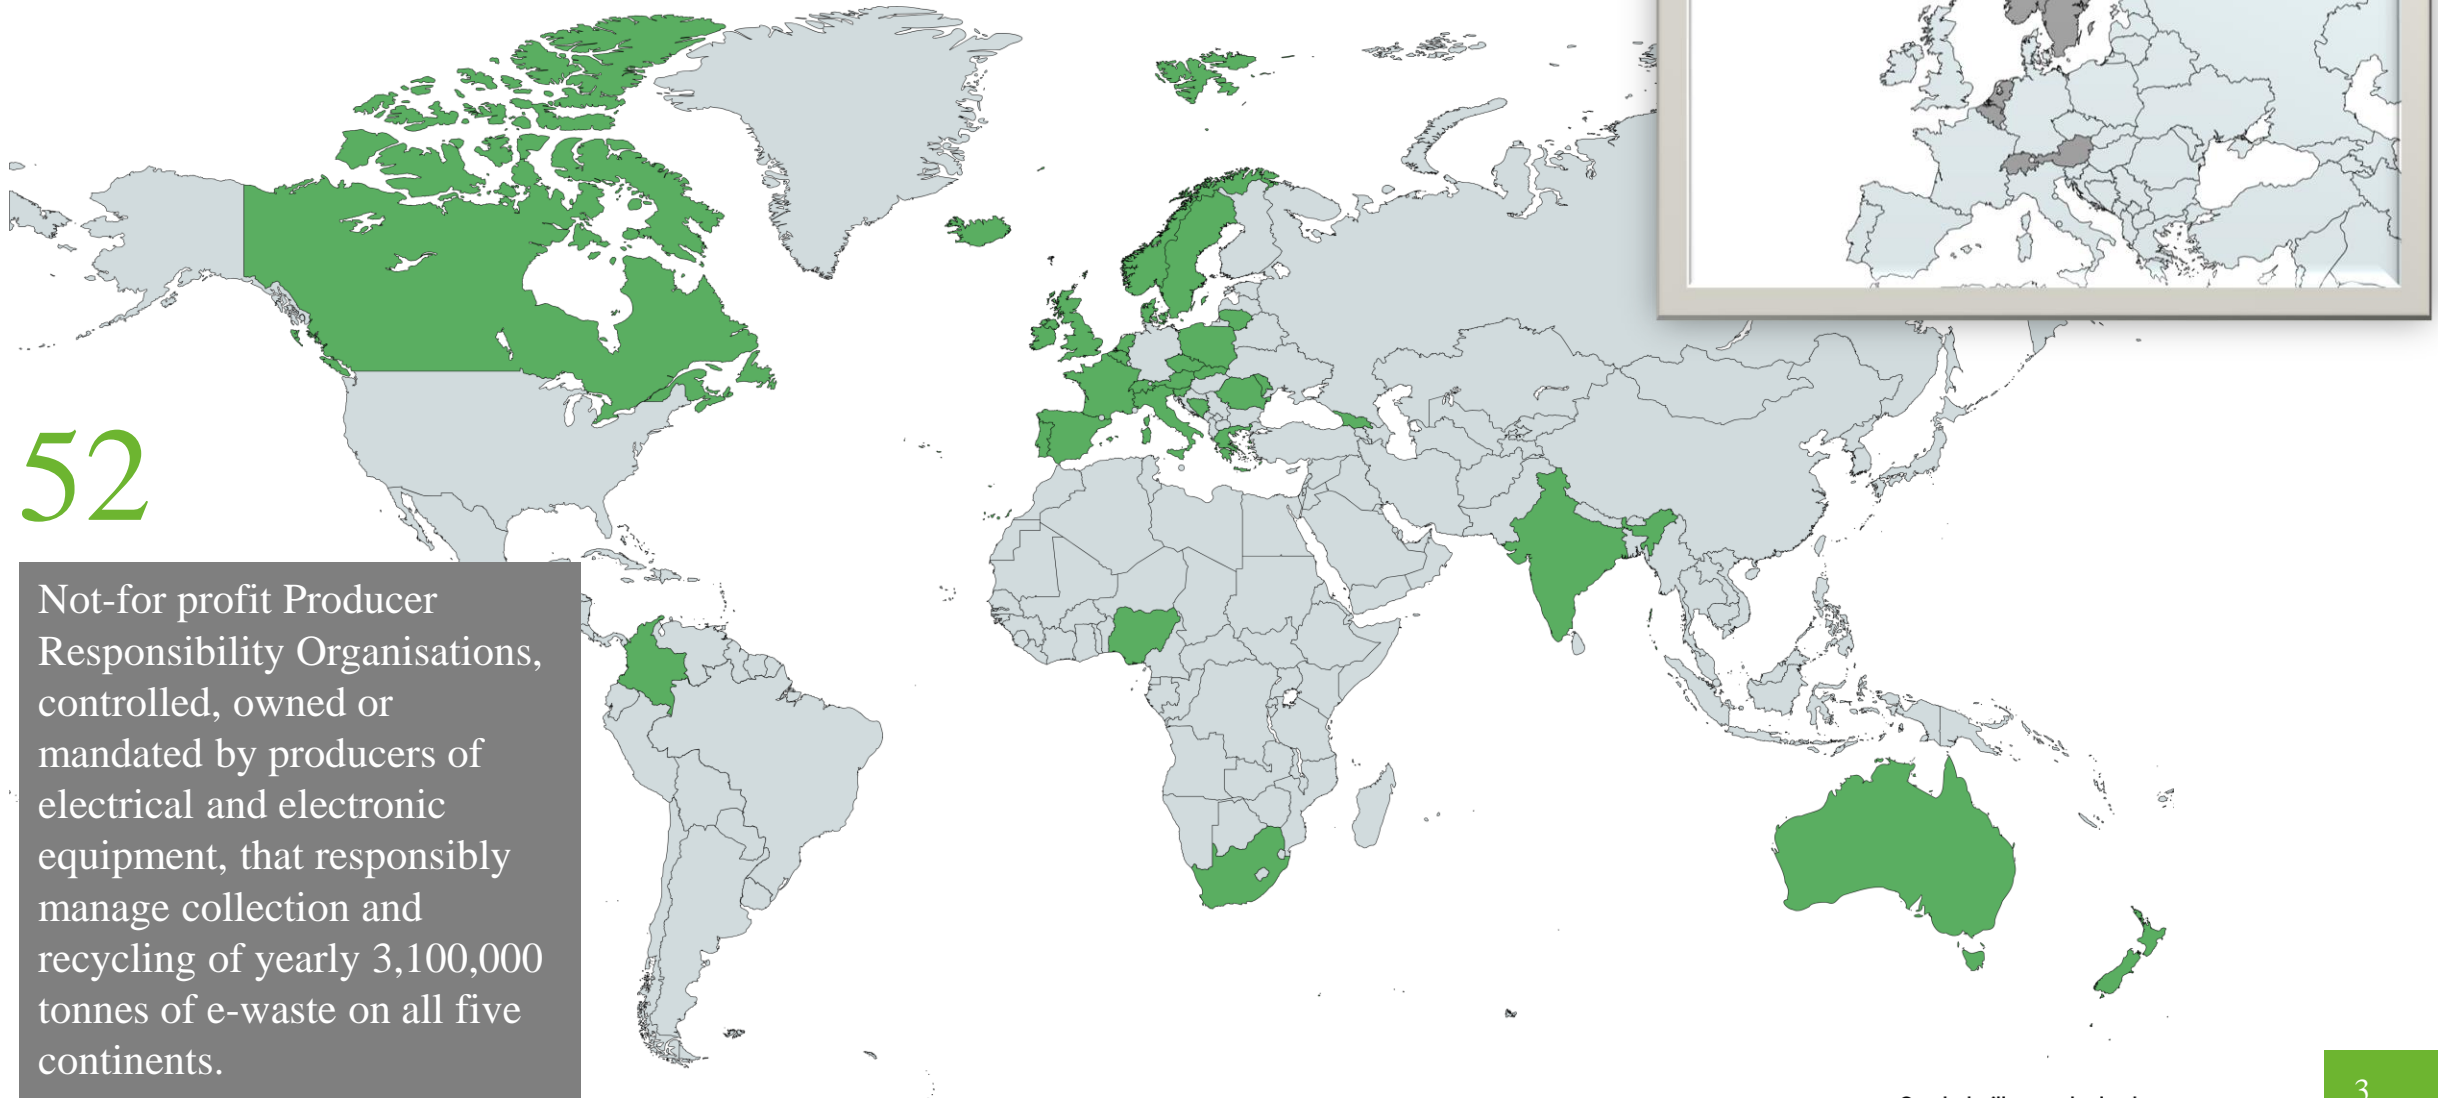 52
Not-for profit Producer
Responsibility Organisations,
controlled, owned or
mandated by producers of
electrical and electronic
equipment, that responsibly
manage collection and
recycling of yearly 3,100,000
tonnes of e-waste on all five
continents.
3